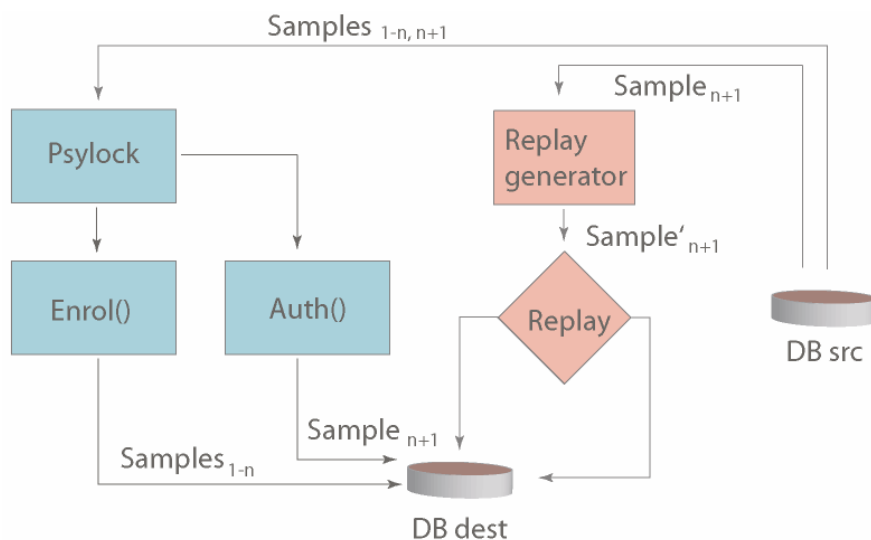 Samples 1-n, n+1
Sample n+1
Psylock
Replay
generator
Sample‘ n+1
Enrol()
Auth()
Replay
DB src
Sample n+1
Samples 1-n
DB dest